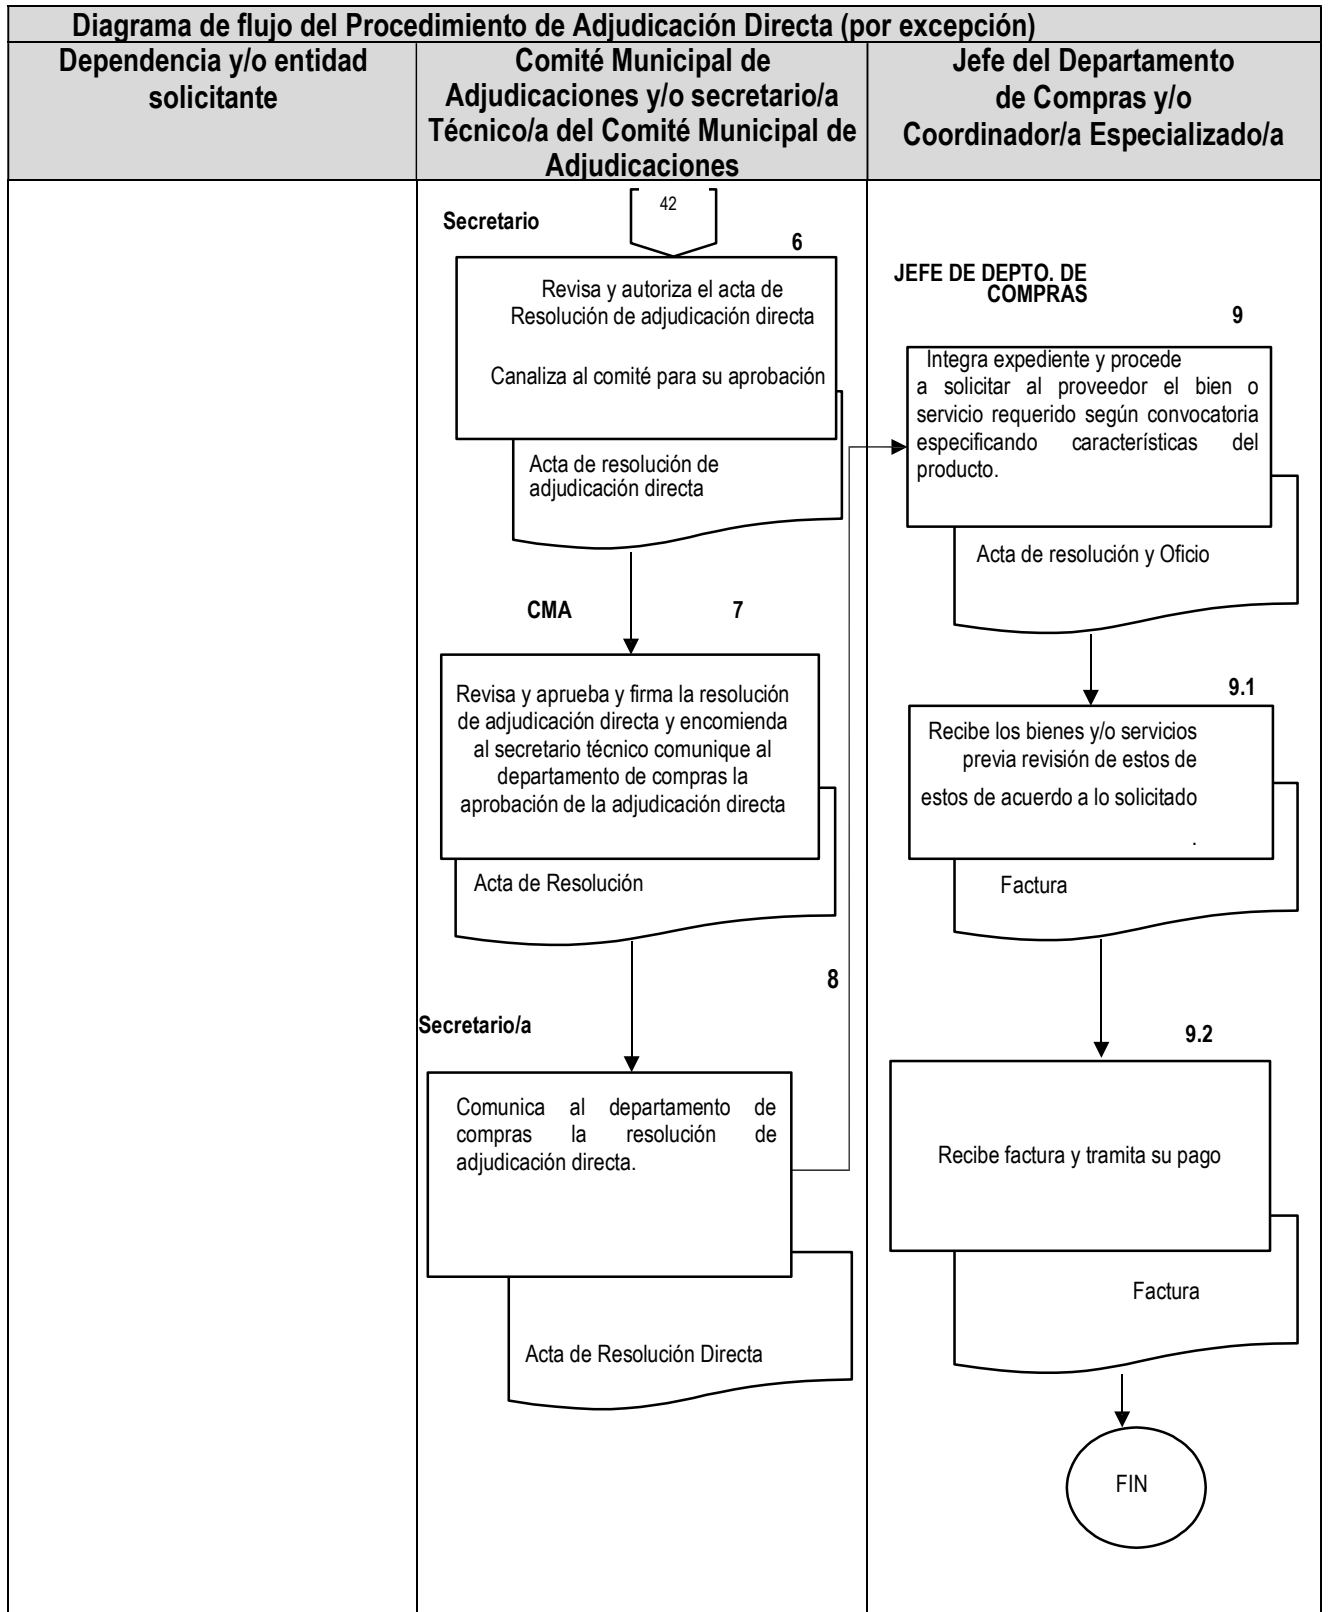 Diagrama de flujo del Procedimiento de Adjudicación Directa (por excepción)
Dependencia y/o entidad
solicitante
Comité Municipal de
Adjudicaciones y/o secretario/a
Técnico/a del Comité Municipal de
Adjudicaciones
Jefe del Departamento
de Compras y/o
Coordinador/a Especializado/a
42
Secretario
6
Revisa y autoriza el acta de
Resolución de adjudicación directa
Canaliza al comité para su aprobación
Acta de resolución de
adjudicación directa
CMA
7
Revisa y aprueba y firma la resolución
de adjudicación directa y encomienda
al secretario técnico comunique al
departamento de compras la
aprobación de la adjudicación directa
Acta de Resolución
8
Secretario/a
Comunica al departamento de
compras la resolución de
adjudicación directa.
Acta de Resolución Directa
JEFE DE DEPTO. DE
COMPRAS
9
Integra expediente y procede
a solicitar al proveedor el bien o
servicio requerido según convocatoria
especificando características del
producto.
Acta de resolución y Oficio
9.1
Recibe los bienes y/o servicios
previa revisión de estos de
estos de acuerdo a lo solicitado
.
Factura
9.2
Recibe factura y tramita su pago
Factura
FIN